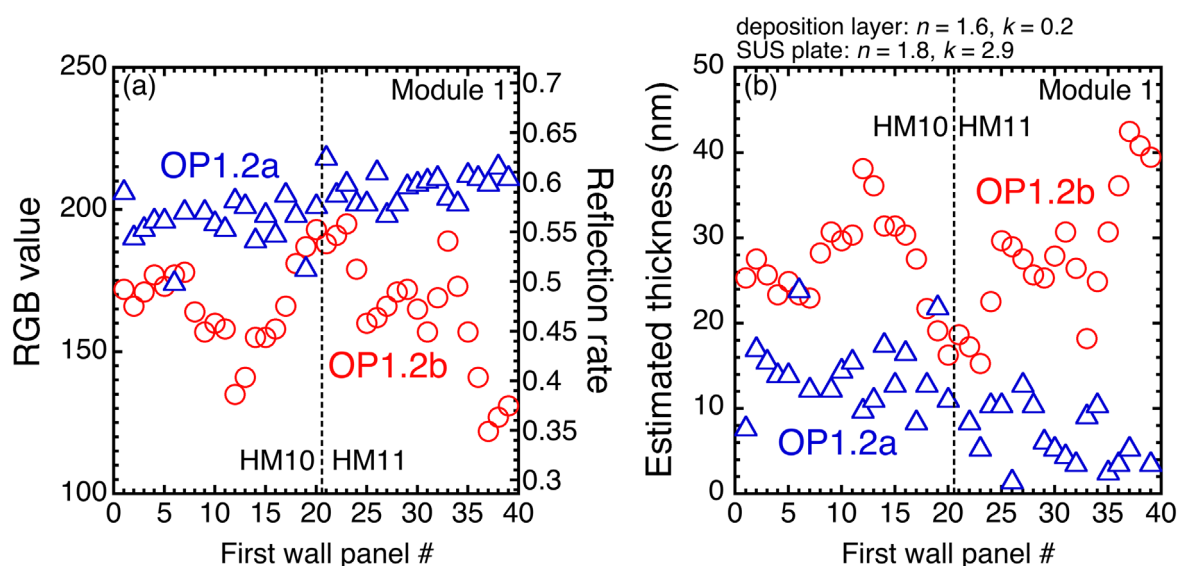 deposition layer: n = 1.6, k = 0.2
SUS plate: n = 1.8, k = 2.9
(a)
Module 1
OP1.2a
OP1.2b
HM10
HM11
RGB value
250
200
150
100
Reflection rate
0.7
0.65
0.6
0.55
0.5
0.45
0.4
0.35
0.3
0 5 10 15 20 25 30 35 40
First wall panel #
(b)
Module 1
HM10
HM11
OP1.2b
OP1.2a
Estimated thickness (nm)
50
40
30
20
10
0
0 5 10 15 20 25 30 35 40
First wall panel #